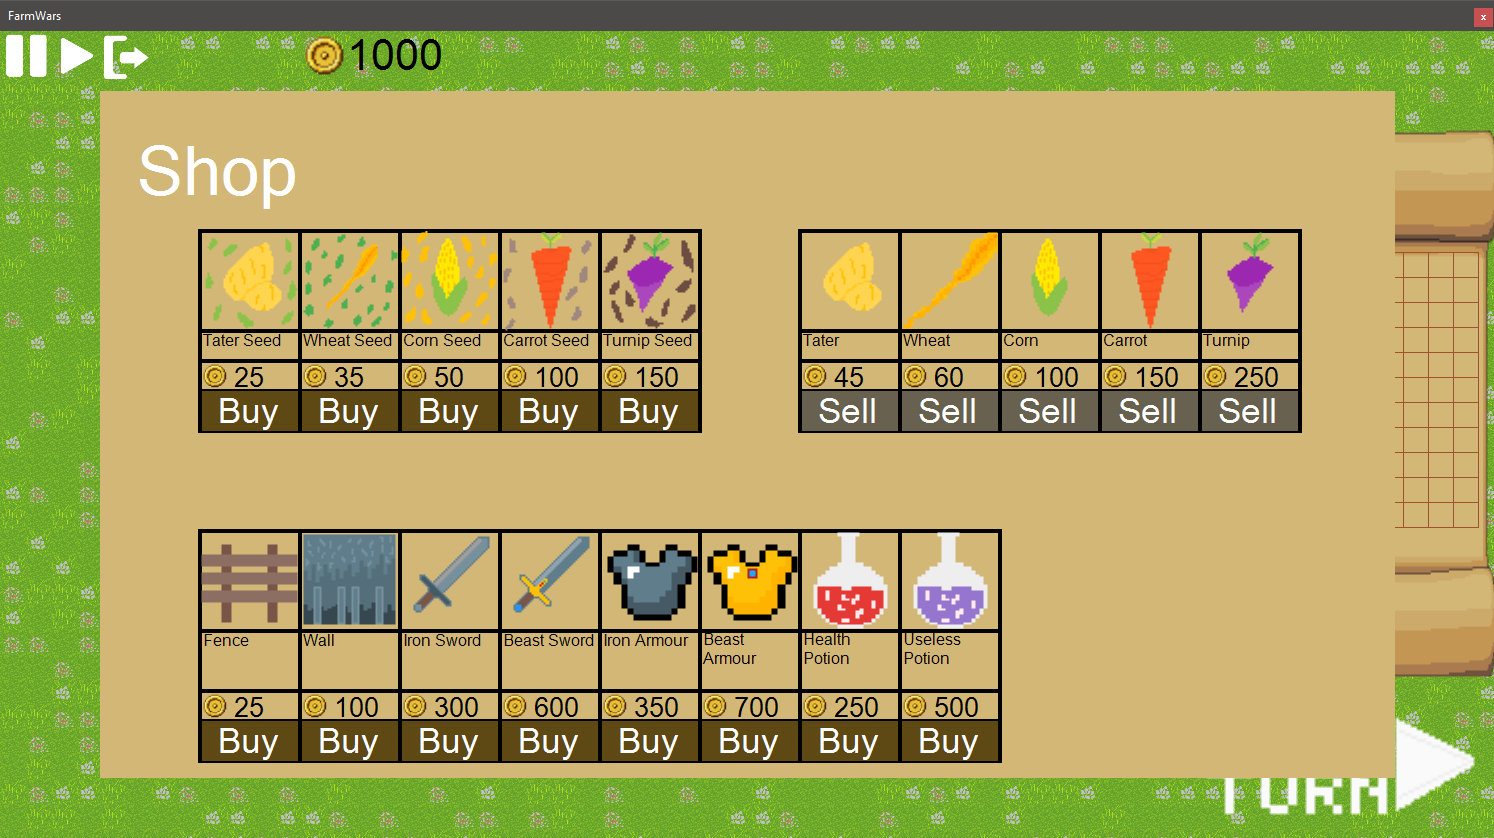 FarmWars
x
1000
Shop
Tater Seed Wheat Seed Corn Seed Carrot Seed Turnip Seed
25 35 50 100 150
Buy Buy Buy Buy Buy
Tater Wheat Corn Carrot Turnip
45 60 100 150 250
Sell Sell Sell Sell Sell
Fence Wall Iron Sword Beast Sword Iron Armour Beast Armour Health Potion Useless Potion
25 100 300 600 350 700 250 500
Buy Buy Buy Buy Buy Buy Buy Buy
TURN